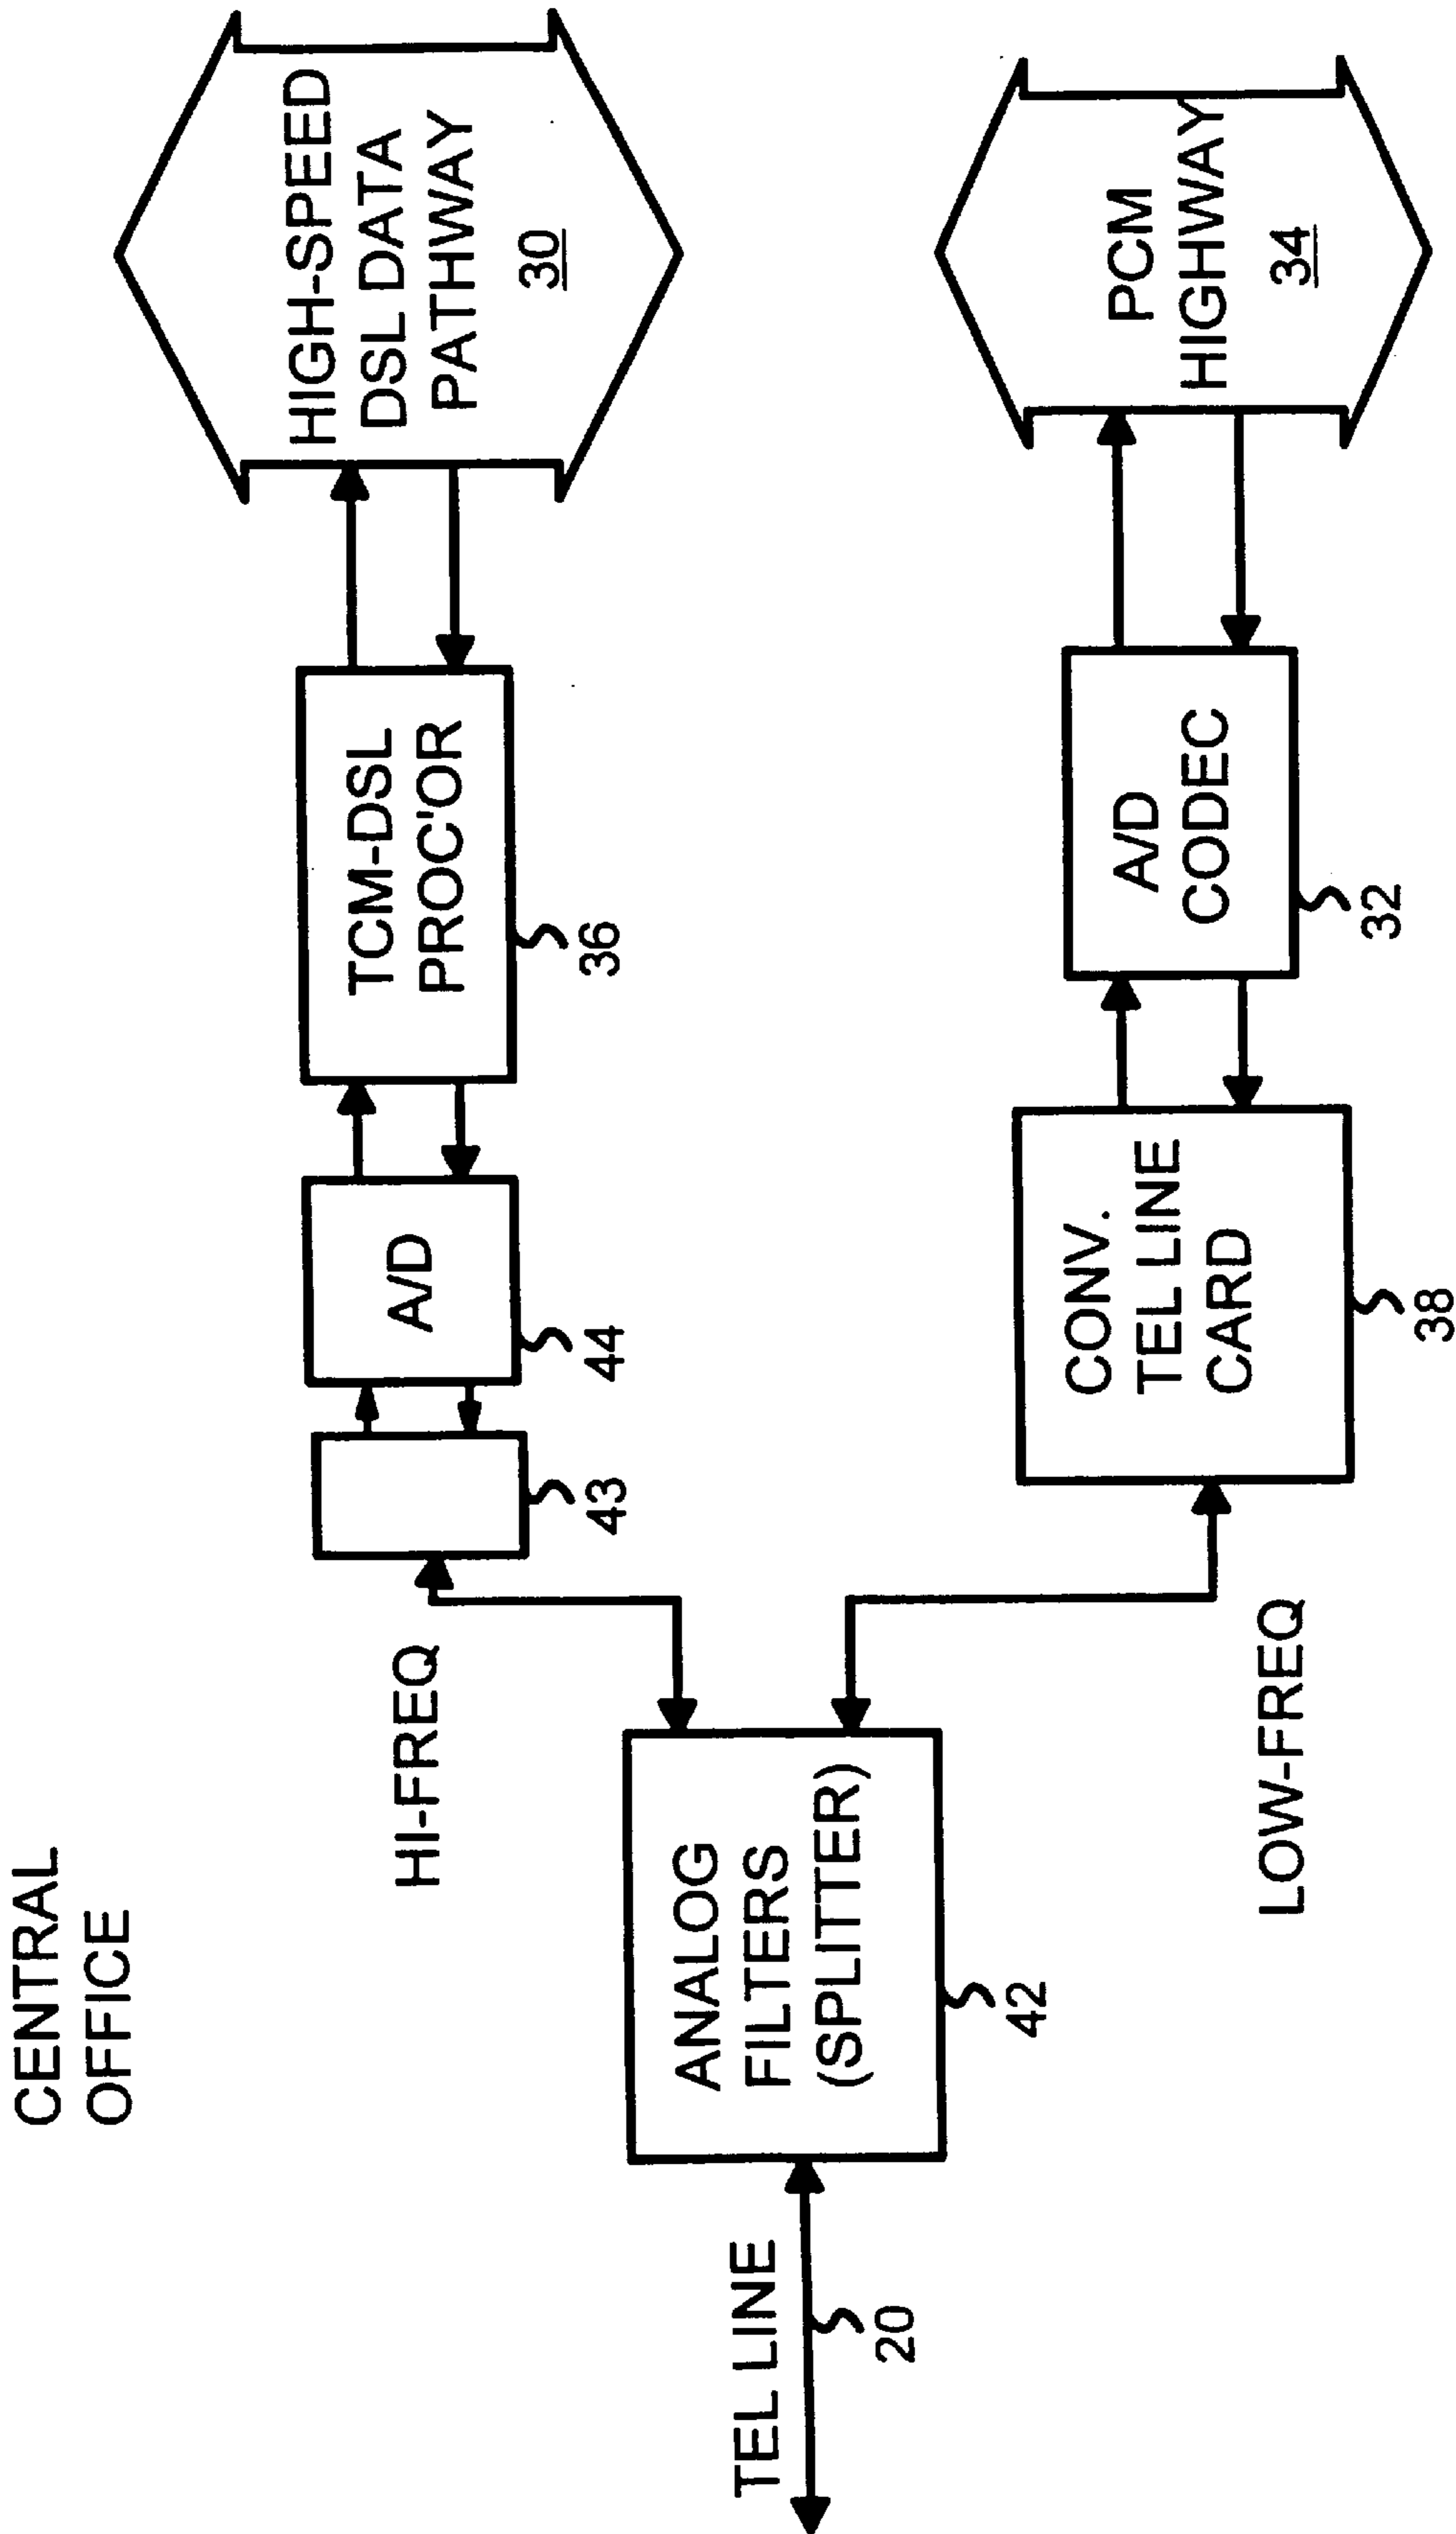 CENTRAL
OFFICE
TEL LINE
20
ANALOG
FILTERS
(SPLITTER)
42
HI-FREQ
43
A/D
44
TCM-DSL
PROC'OR
36
HIGH-SPEED
DSL DATA
PATHWAY
30
LOW-FREQ
CONV.
TEL LINE
CARD
38
A/D
CODEC
32
PCM
HIGHWAY
34